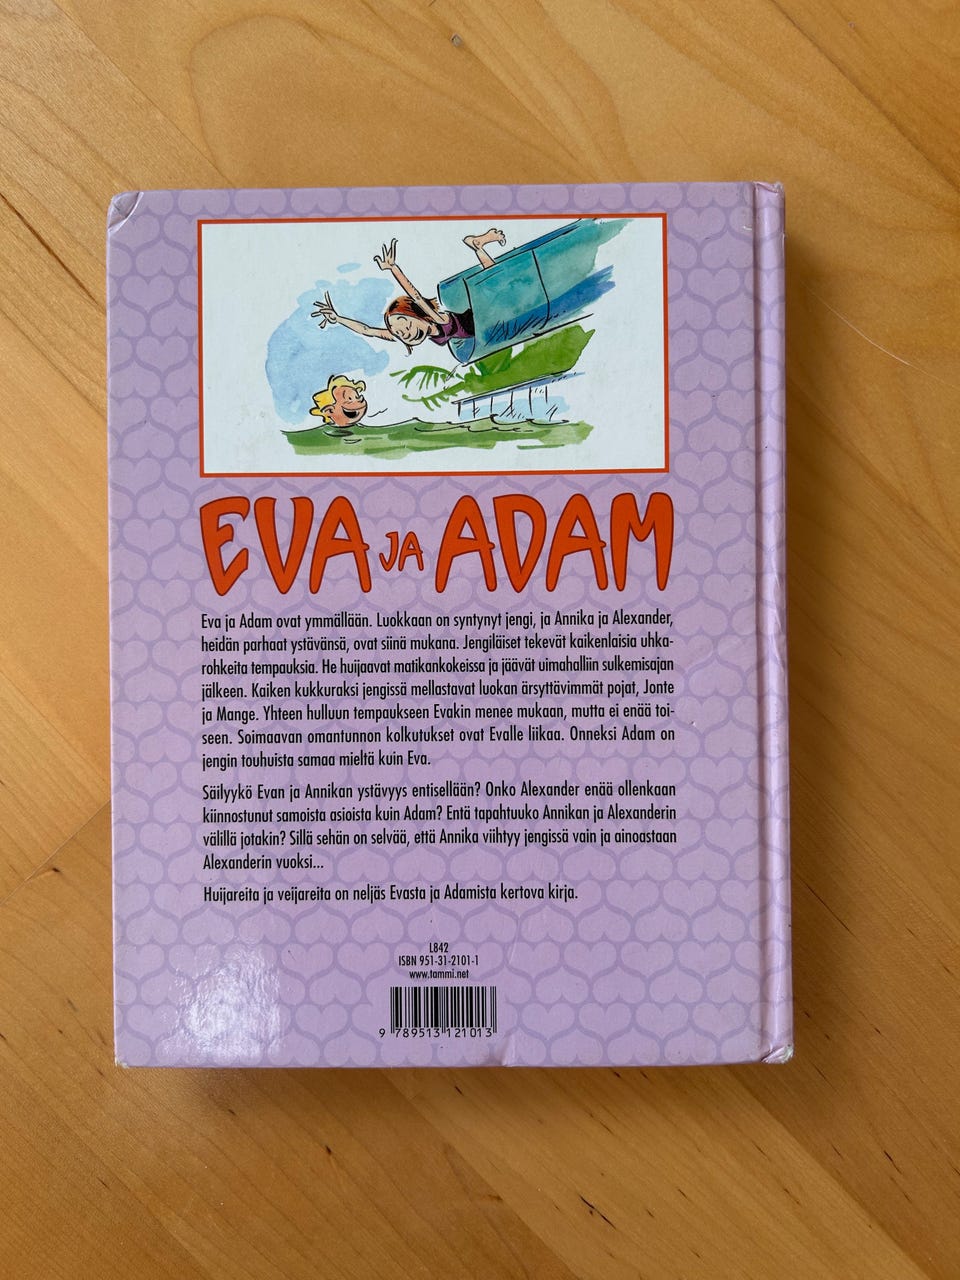 EVA JA ADAM
Eva ja Adam ovat ymmällään. Luokkaan on syntynyt jengi, ja Annika ja Alexander,
heidän parhaat ystävänsä, ovat siinä mukana. Jengiläiset tekevät kaikenlaisia uhka-
rohkeita tempauksia. He huijaavat matikankokeissa ja jäävät uimahalliin sulkemisajan
jälkeen. Kaiken kukkuraksi jengissä mellastavat luokan ärsyttävimmät pojat, Jonte
ja Mange. Yhteen hulluun tempaukseen Evakin menee mukaan, mutta ei enää toi-
seen. Soimaavan omantunnon kolkutukset ovat Evalle liikaa. Onneksi Adam on
jengin touhuista samaa mieltä kuin Eva.
Säilyykö Evan ja Annikan ystävyys entisellään? Onko Alexander enää ollenkaan
kiinnostunut samoista asioista kuin Adam? Entä tapahtuuko Annikan ja Alexanderin
välillä jotakin? Sillä sehän on selvää, että Annika viihtyy jengissä vain ja ainoastaan
Alexanderin vuoksi...
Huijareita ja veijareita on neljäs Evasta ja Adamista kertova kirja.
L842
ISBN 951-31-2101-1
www.tammi.net
9 789513 121013